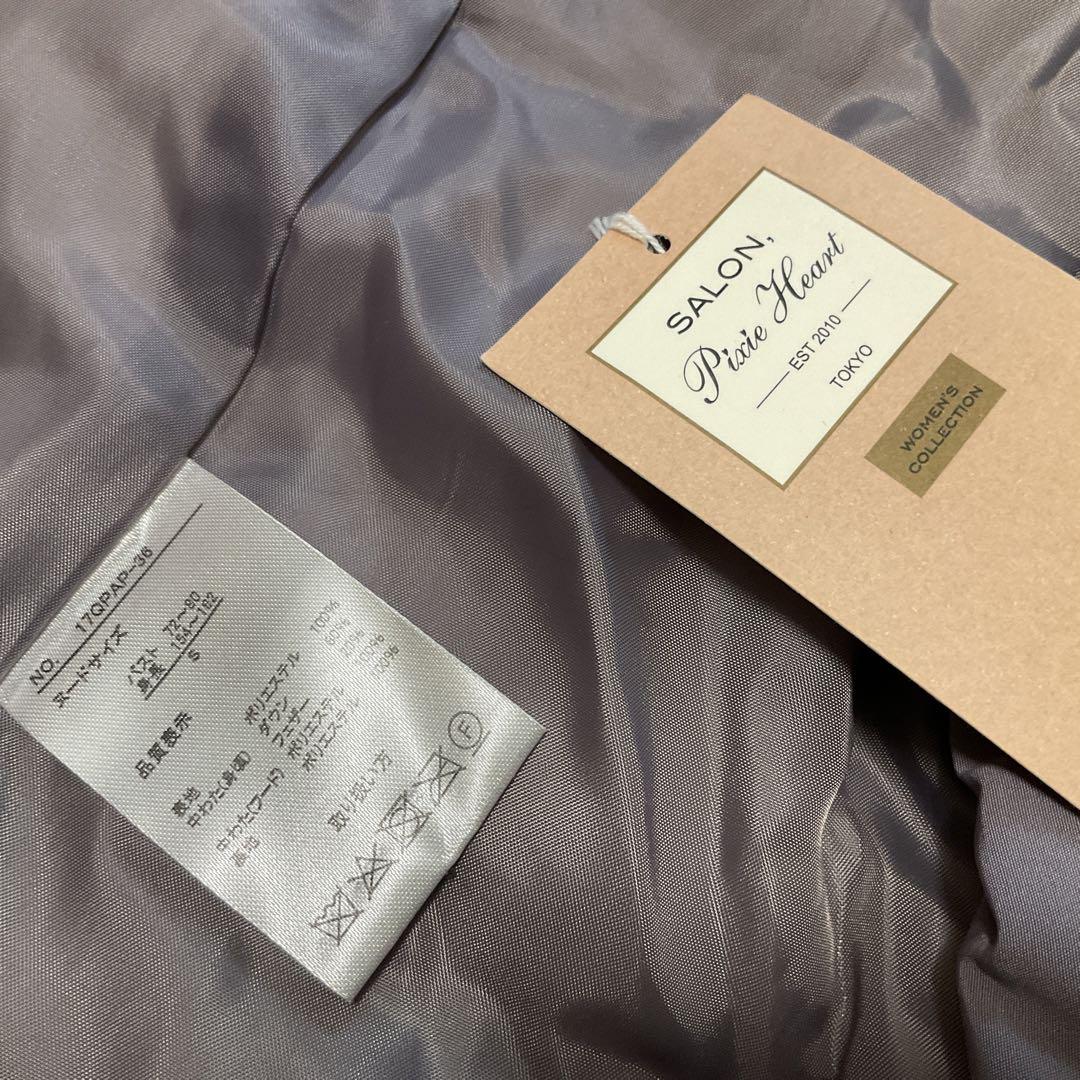 SALON,
Pixie Heart
EST 2010
TOKYO
WOMEN'S
COLLECTION
NO. 17QPAP-36
ヌードサイズ
バスト 72～80
身長 154～162
S
品質表示
表地 ポリエステル 100%
中わた(身頃) ダウン
フェザー
中わた(フード) ポリエステル
裏地 ポリエステル 100%
取り扱い方
F